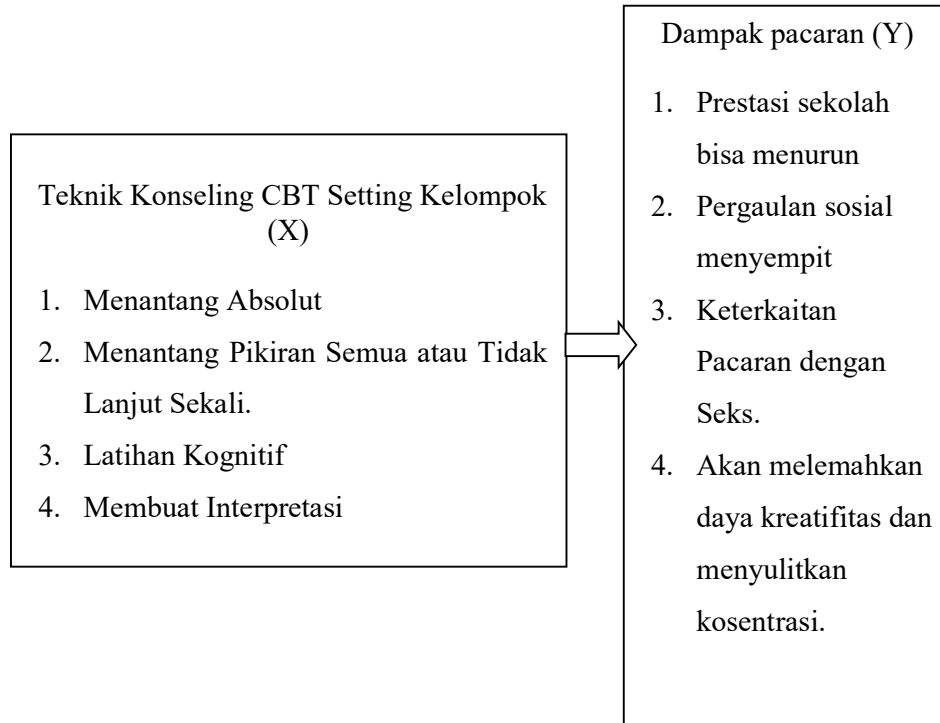 Teknik Konseling CBT Setting Kelompok
(X)
1. Menantang Absolut
2. Menantang Pikiran Semua atau Tidak
Lanjut Sekali.
3. Latihan Kognitif
4. Membuat Interpretasi
Dampak pacaran (Y)
1. Prestasi sekolah
bisa menurun
2. Pergaulan sosial
menyempit
3. Keterkaitan
Pacaran dengan
Seks.
4. Akan melemahkan
daya kreatifitas dan
menyulitkan
kosentrasi.